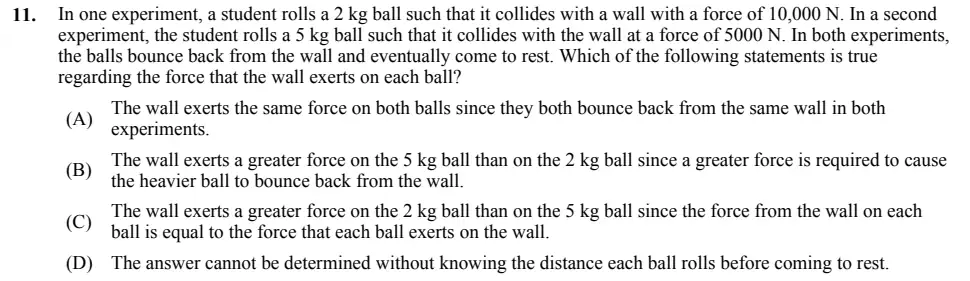 11. In one experiment, a student rolls a 2 kg ball such that it collides with a wall with a force of 10,000 N. In a second
experiment, the student rolls a 5 kg ball such that it collides with the wall at a force of 5000 N. In both experiments,
the balls bounce back from the wall and eventually come to rest. Which of the following statements is true
regarding the force that the wall exerts on each ball?
(A) The wall exerts the same force on both balls since they both bounce back from the same wall in both
experiments.
(B) The wall exerts a greater force on the 5 kg ball than on the 2 kg ball since a greater force is required to cause
the heavier ball to bounce back from the wall.
(C) The wall exerts a greater force on the 2 kg ball than on the 5 kg ball since the force from the wall on each
ball is equal to the force that each ball exerts on the wall.
(D) The answer cannot be determined without knowing the distance each ball rolls before coming to rest.